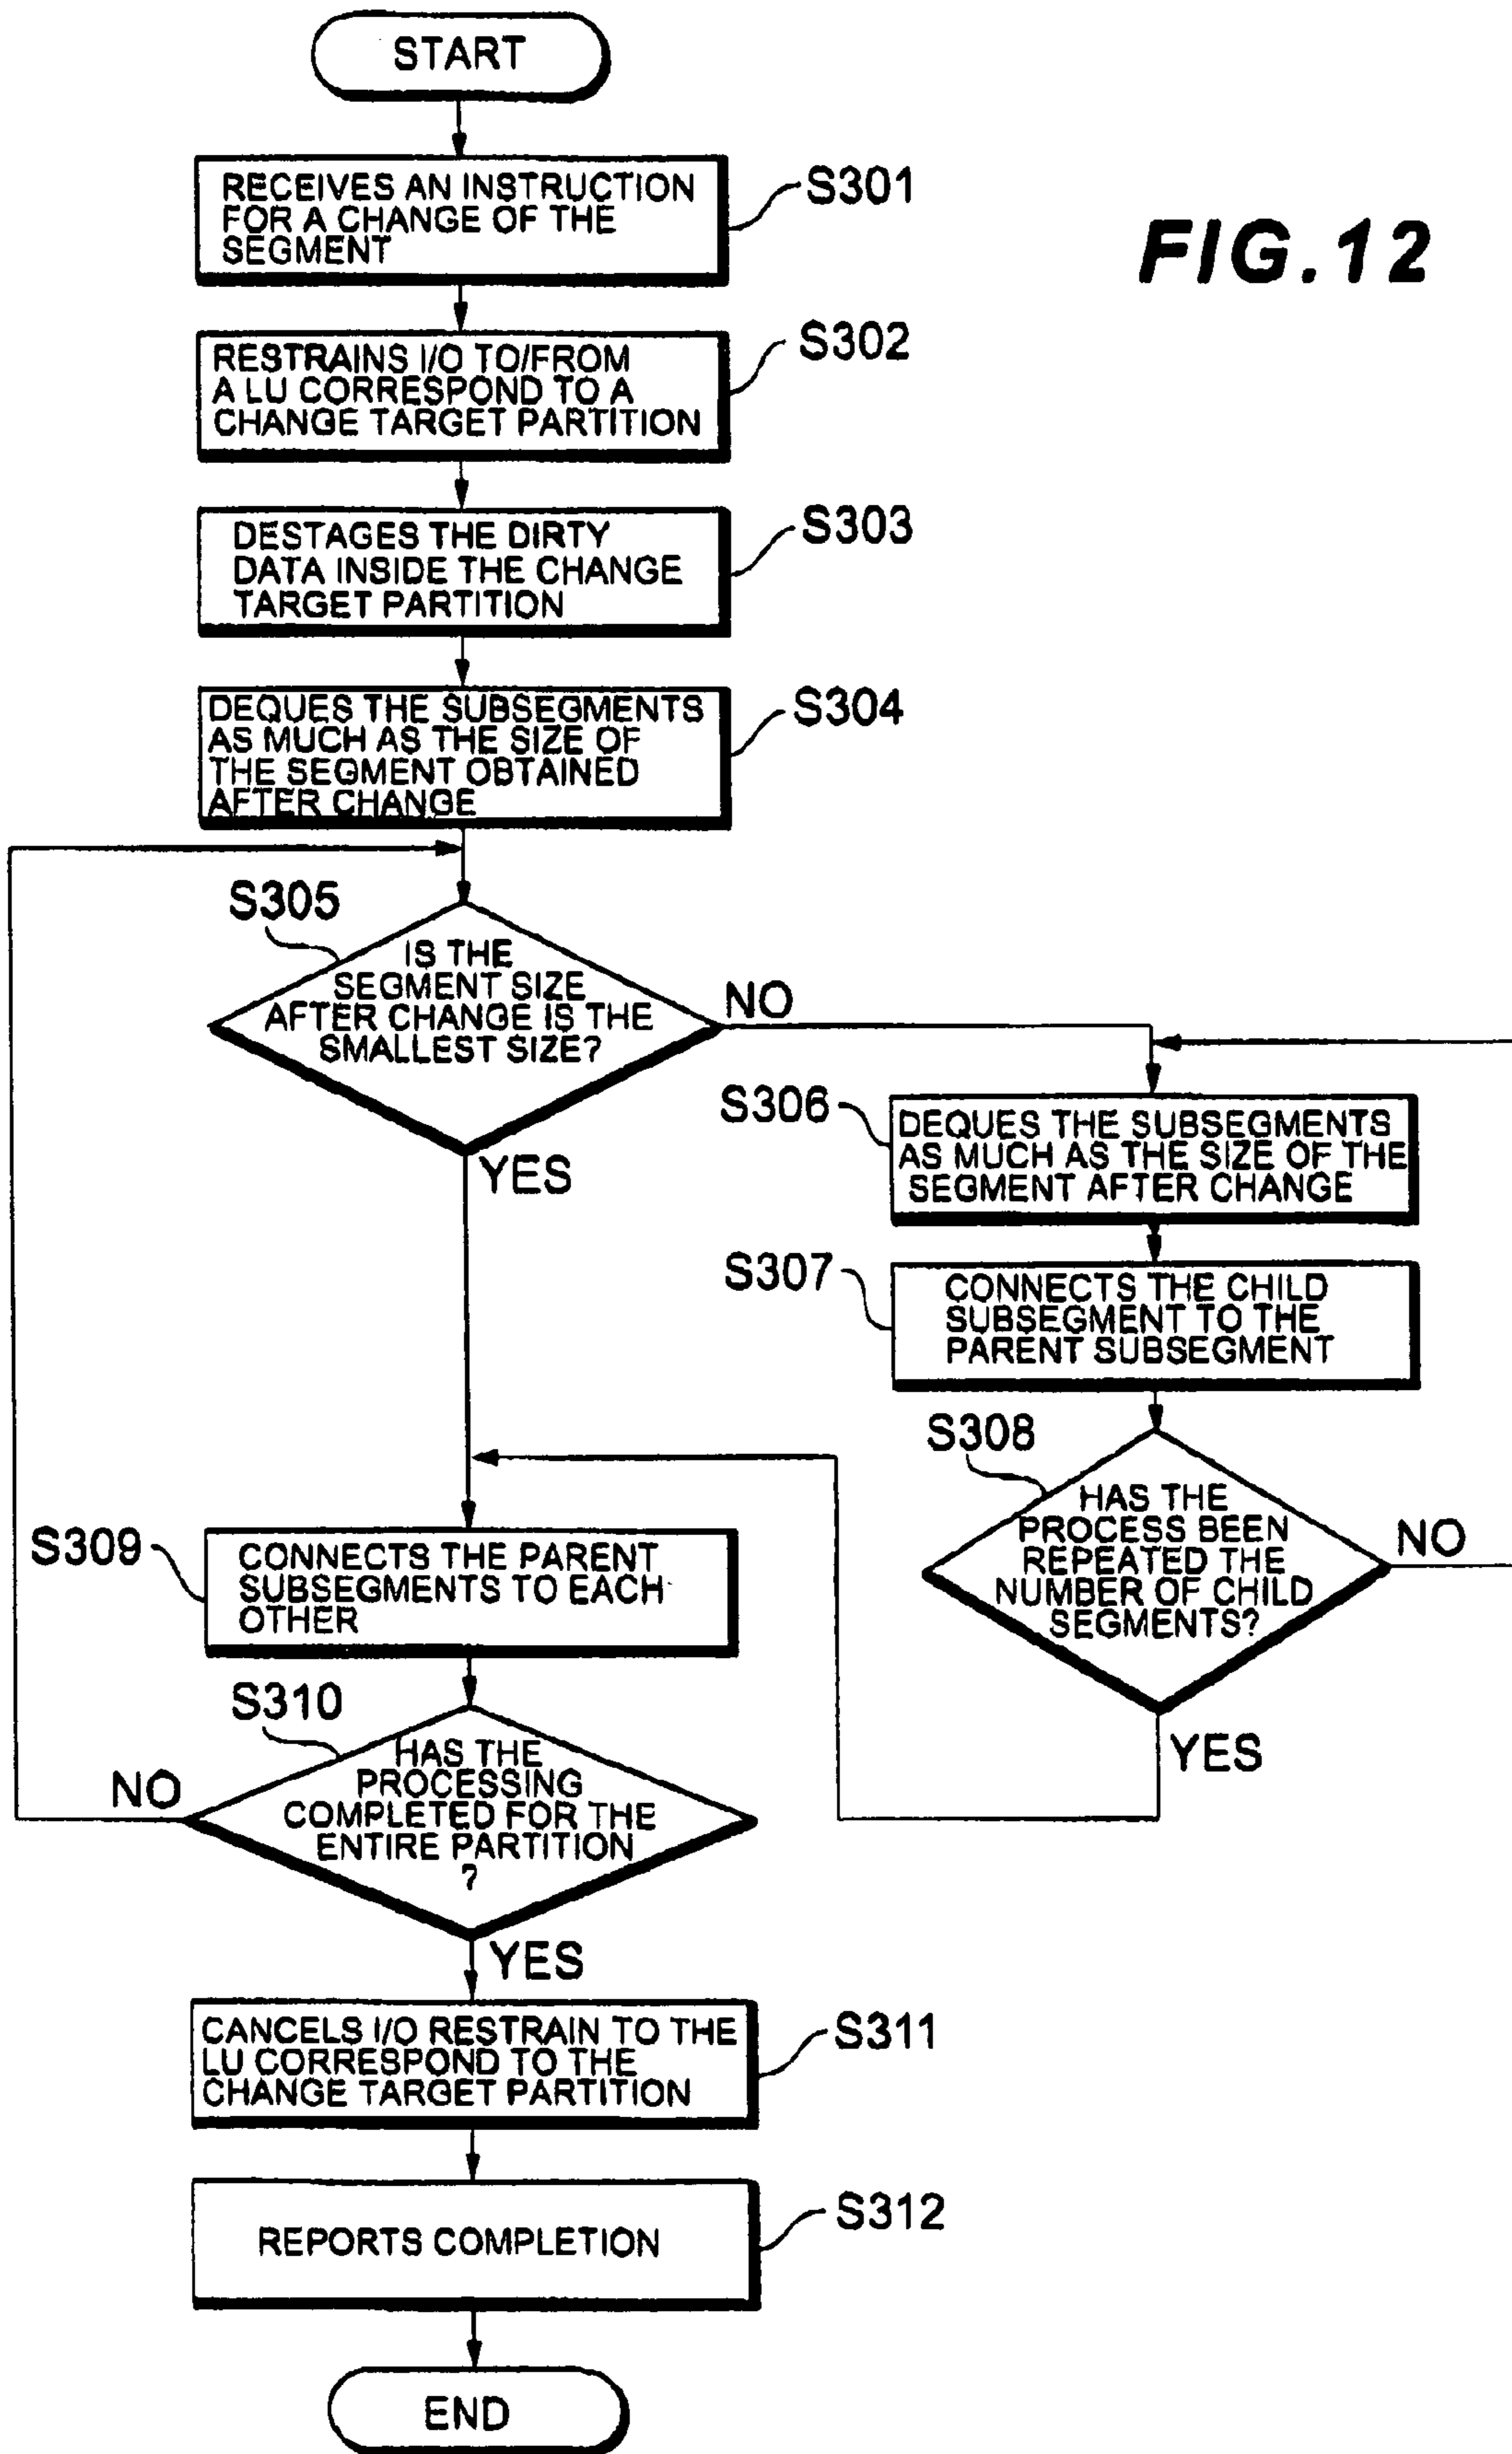 START
RECEIVES AN INSTRUCTION
FOR A CHANGE OF THE
SEGMENT
S301
FIG.12
RESTRAINS I/O TO/FROM
A LU CORRESPOND TO A
CHANGE TARGET PARTITION
S302
DESTAGES THE DIRTY
DATA INSIDE THE CHANGE
TARGET PARTITION
S303
DEQUES THE SUBSEGMENTS
AS MUCH AS THE SIZE OF
THE SEGMENT OBTAINED
AFTER CHANGE
S304
S305
IS THE
SEGMENT SIZE
AFTER CHANGE IS THE
SMALLEST SIZE?
NO
YES
S306
DEQUES THE SUBSEGMENTS
AS MUCH AS THE SIZE OF THE
SEGMENT AFTER CHANGE
S307
CONNECTS THE CHILD
SUBSEGMENT TO THE
PARENT SUBSEGMENT
S308
HAS THE
PROCESS BEEN
REPEATED THE
NUMBER OF CHILD
SEGMENTS?
NO
YES
S309
CONNECTS THE PARENT
SUBSEGMENTS TO EACH
OTHER
S310
HAS THE
PROCESSING
COMPLETED FOR THE
ENTIRE PARTITION
?
NO
YES
CANCELS I/O RESTRAIN TO THE
LU CORRESPOND TO THE
CHANGE TARGET PARTITION
S311
REPORTS COMPLETION
S312
END